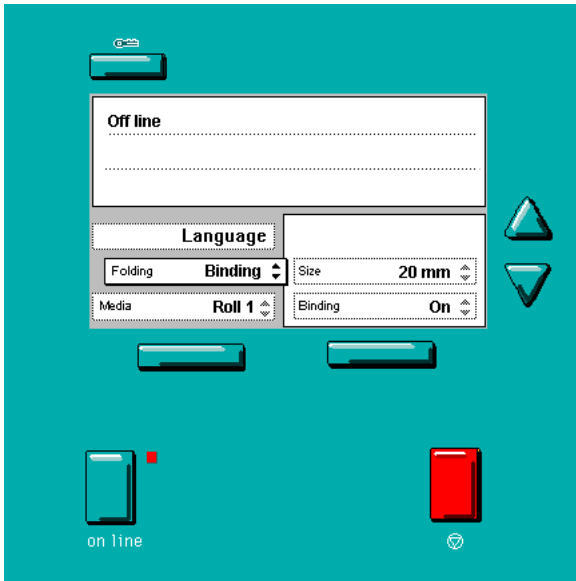 Off line
Language
Folding Binding Size 20 mm
Media Roll 1 Binding On
on line